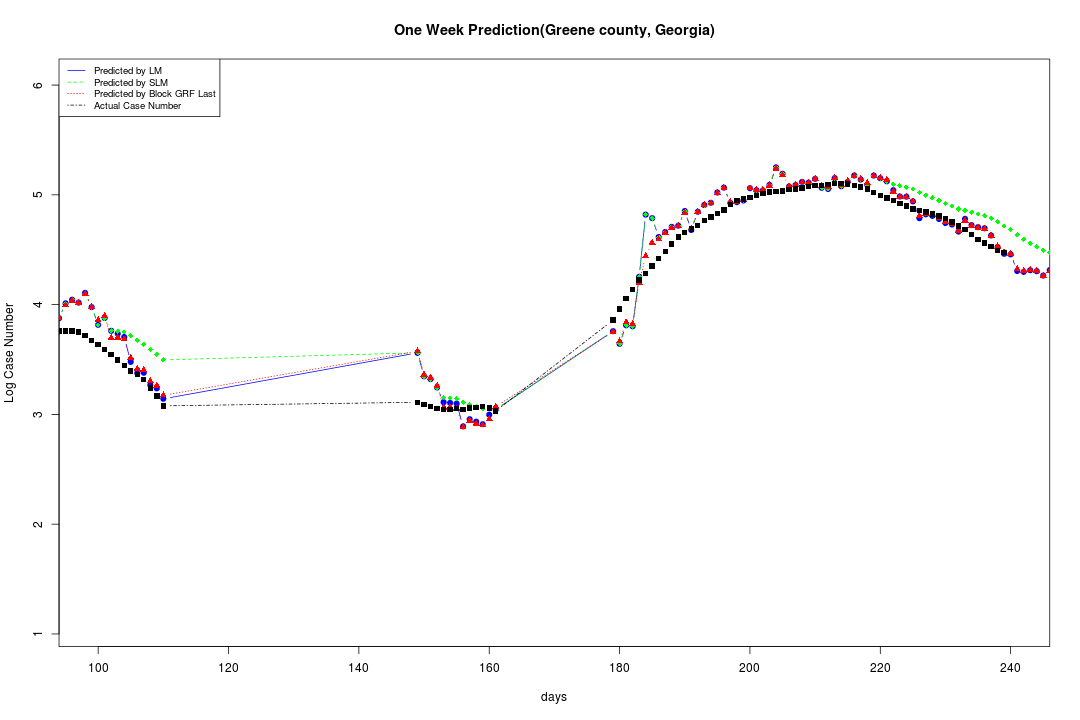 One Week Prediction(Greene county, Georgia)
Predicted by LM
Predicted by SLM
Predicted by Block GRF Last
Actual Case Number
6
5
4
3
2
1
Log Case Number
100 120 140 160 180 200 220 240
days